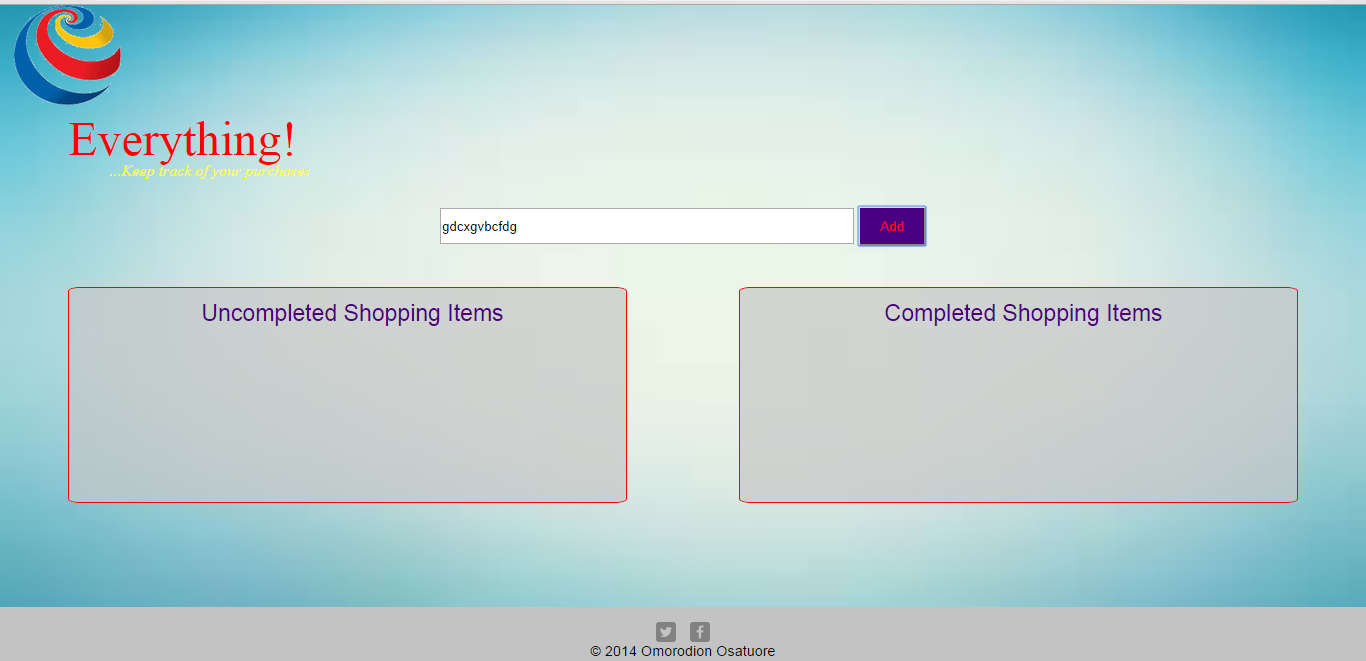 Everything!
...Keep track of your purchases
gdcxgvbcfdg
Add
Uncompleted Shopping Items
Completed Shopping Items
© 2014 Omorodion Osatuore